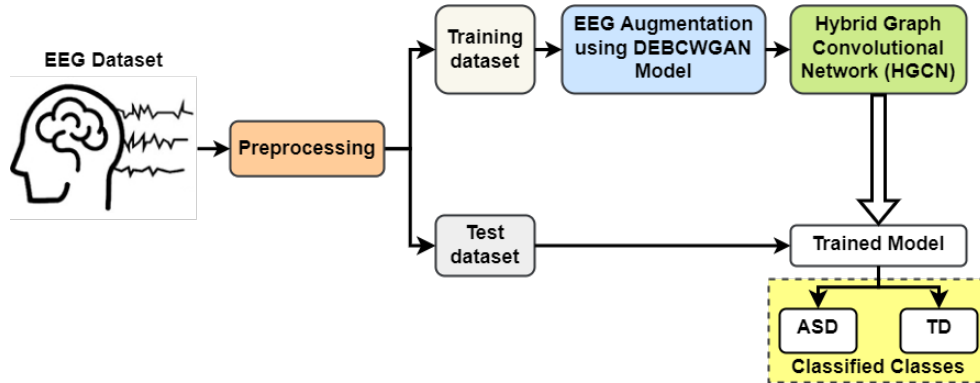 EEG Dataset
Preprocessing
Training
dataset
EEG Augmentation
using DEBCWGAN
Model
Hybrid Graph
Convolutional
Network (HGCN)
Test
dataset
Trained Model
ASD
TD
Classified Classes